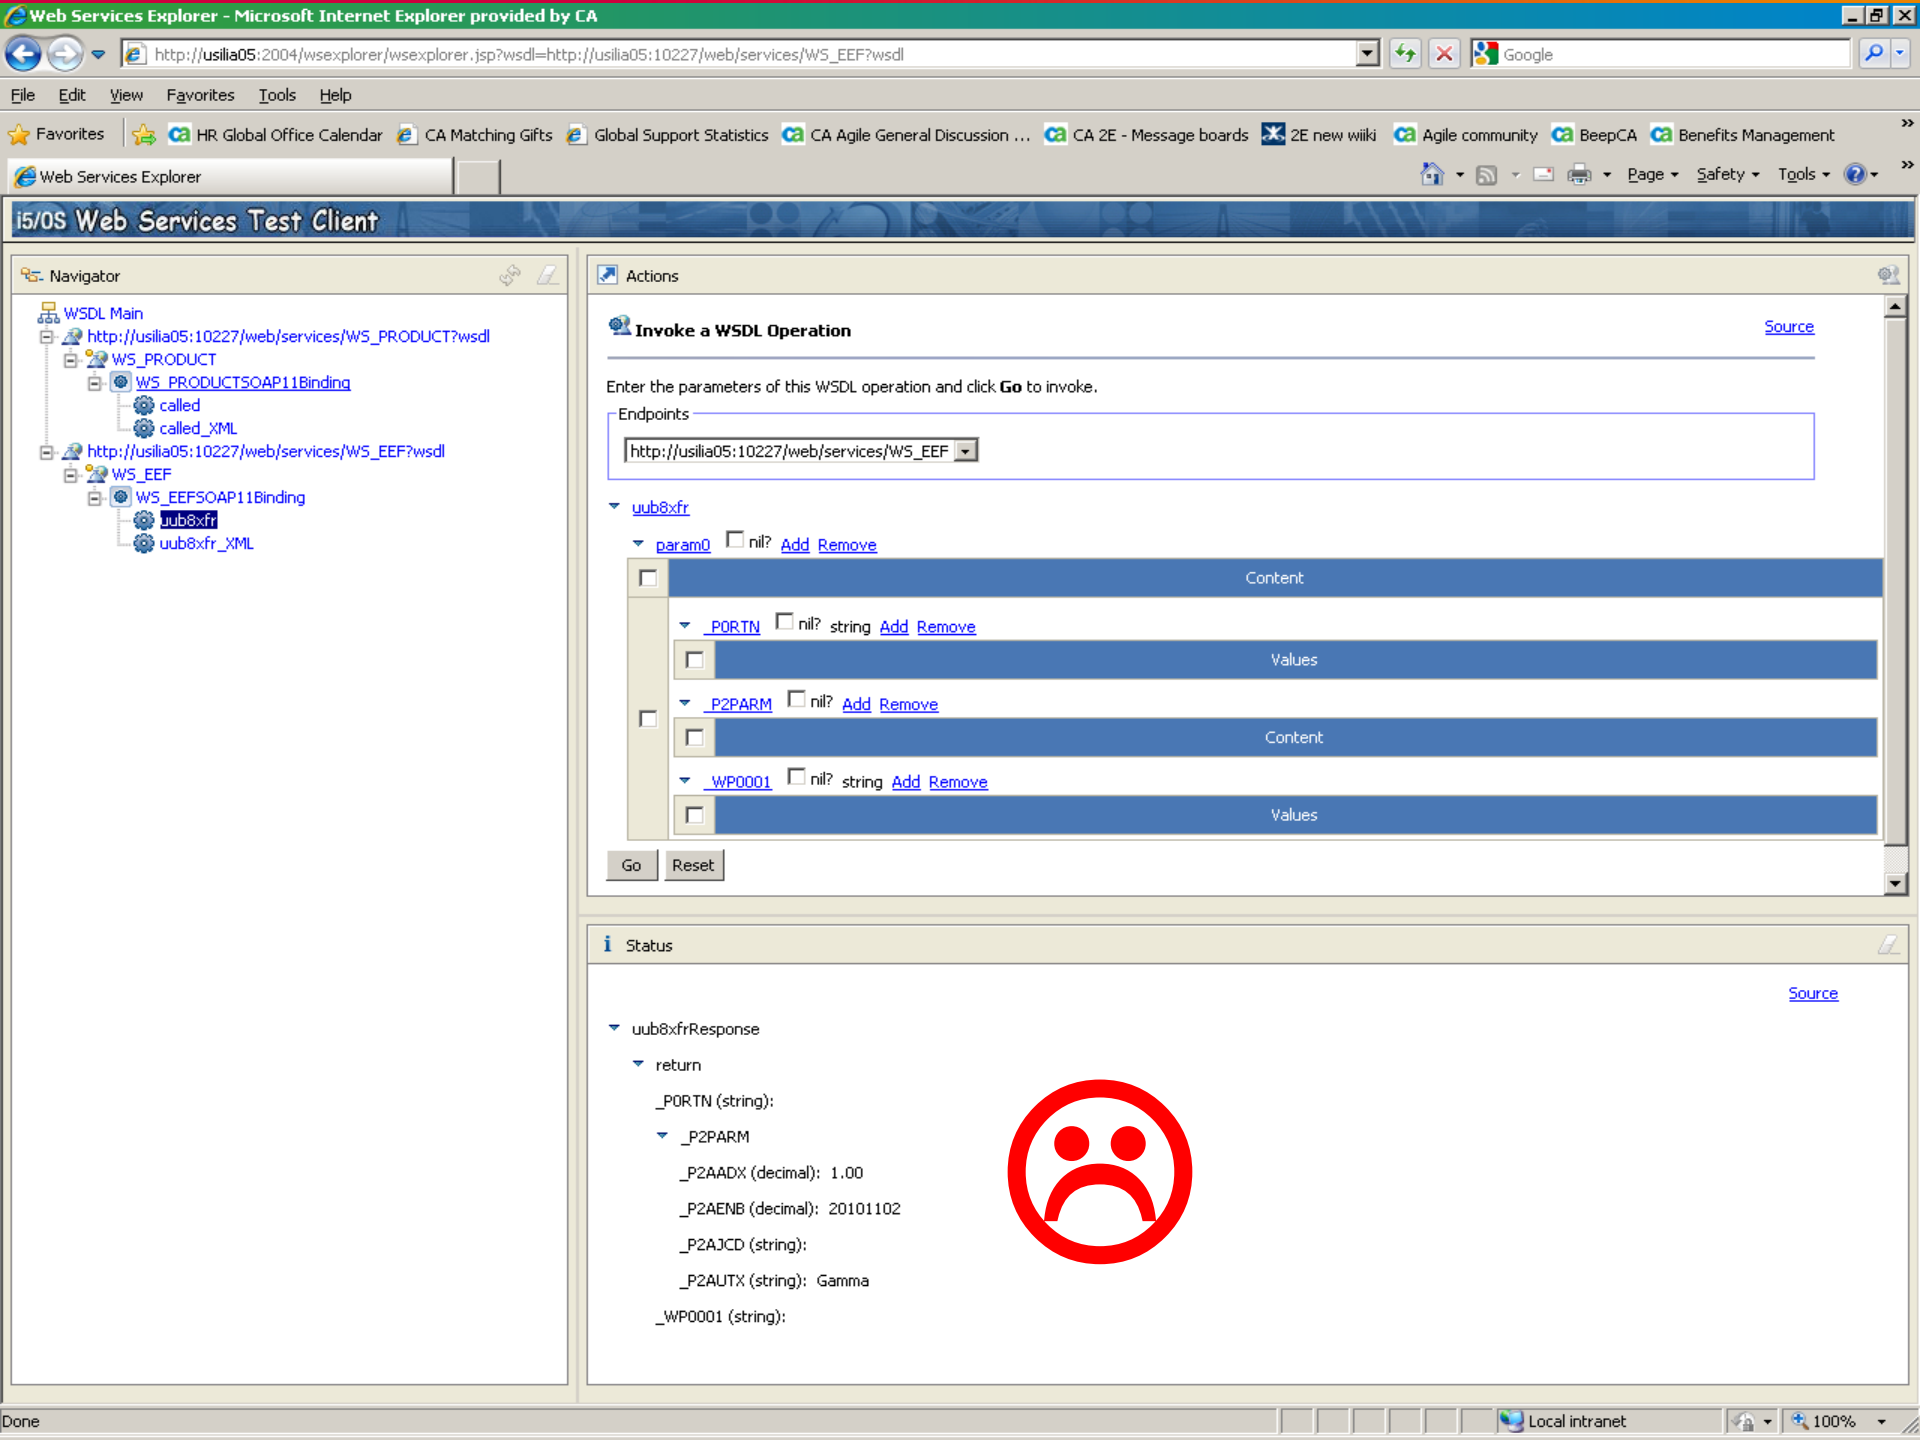 Web Services Explorer - Microsoft Internet Explorer provided by CA
http://usilia05:2004/wsexplorer/wsexplorer.jsp?wsdl=http://usilia05:10227/web/services/WS_EEF?wsdl
Google
File Edit View Favorites Tools Help
Favorites HR Global Office Calendar CA Matching Gifts Global Support Statistics CA Agile General Discussion ... CA 2E - Message boards 2E new wiiki Agile community BeepCA Benefits Management »
Web Services Explorer
Page Safety Tools »
i5/OS Web Services Test Client
Navigator
WSDL Main
http://usilia05:10227/web/services/WS_PRODUCT?wsdl
WS_PRODUCT
WS_PRODUCTSOAP11Binding
called
called_XML
http://usilia05:10227/web/services/WS_EEF?wsdl
WS_EEF
WS_EEFSOAP11Binding
uub8xfr
uub8xfr_XML
Actions
Invoke a WSDL Operation
Source
Enter the parameters of this WSDL operation and click Go to invoke.
Endpoints
http://usilia05:10227/web/services/WS_EEF
uub8xfr
param0 nil? Add Remove
Content
_P0RTN nil? string Add Remove
Values
_P2PARM nil? Add Remove
Content
_WP0001 nil? string Add Remove
Values
Go Reset
i Status
Source
uub8xfrResponse
return
_P0RTN (string):
_P2PARM
_P2AADX (decimal): 1.00
_P2AENB (decimal): 20101102
_P2AJCD (string):
_P2AUTX (string): Gamma
_WP0001 (string):
Done
Local intranet
100%